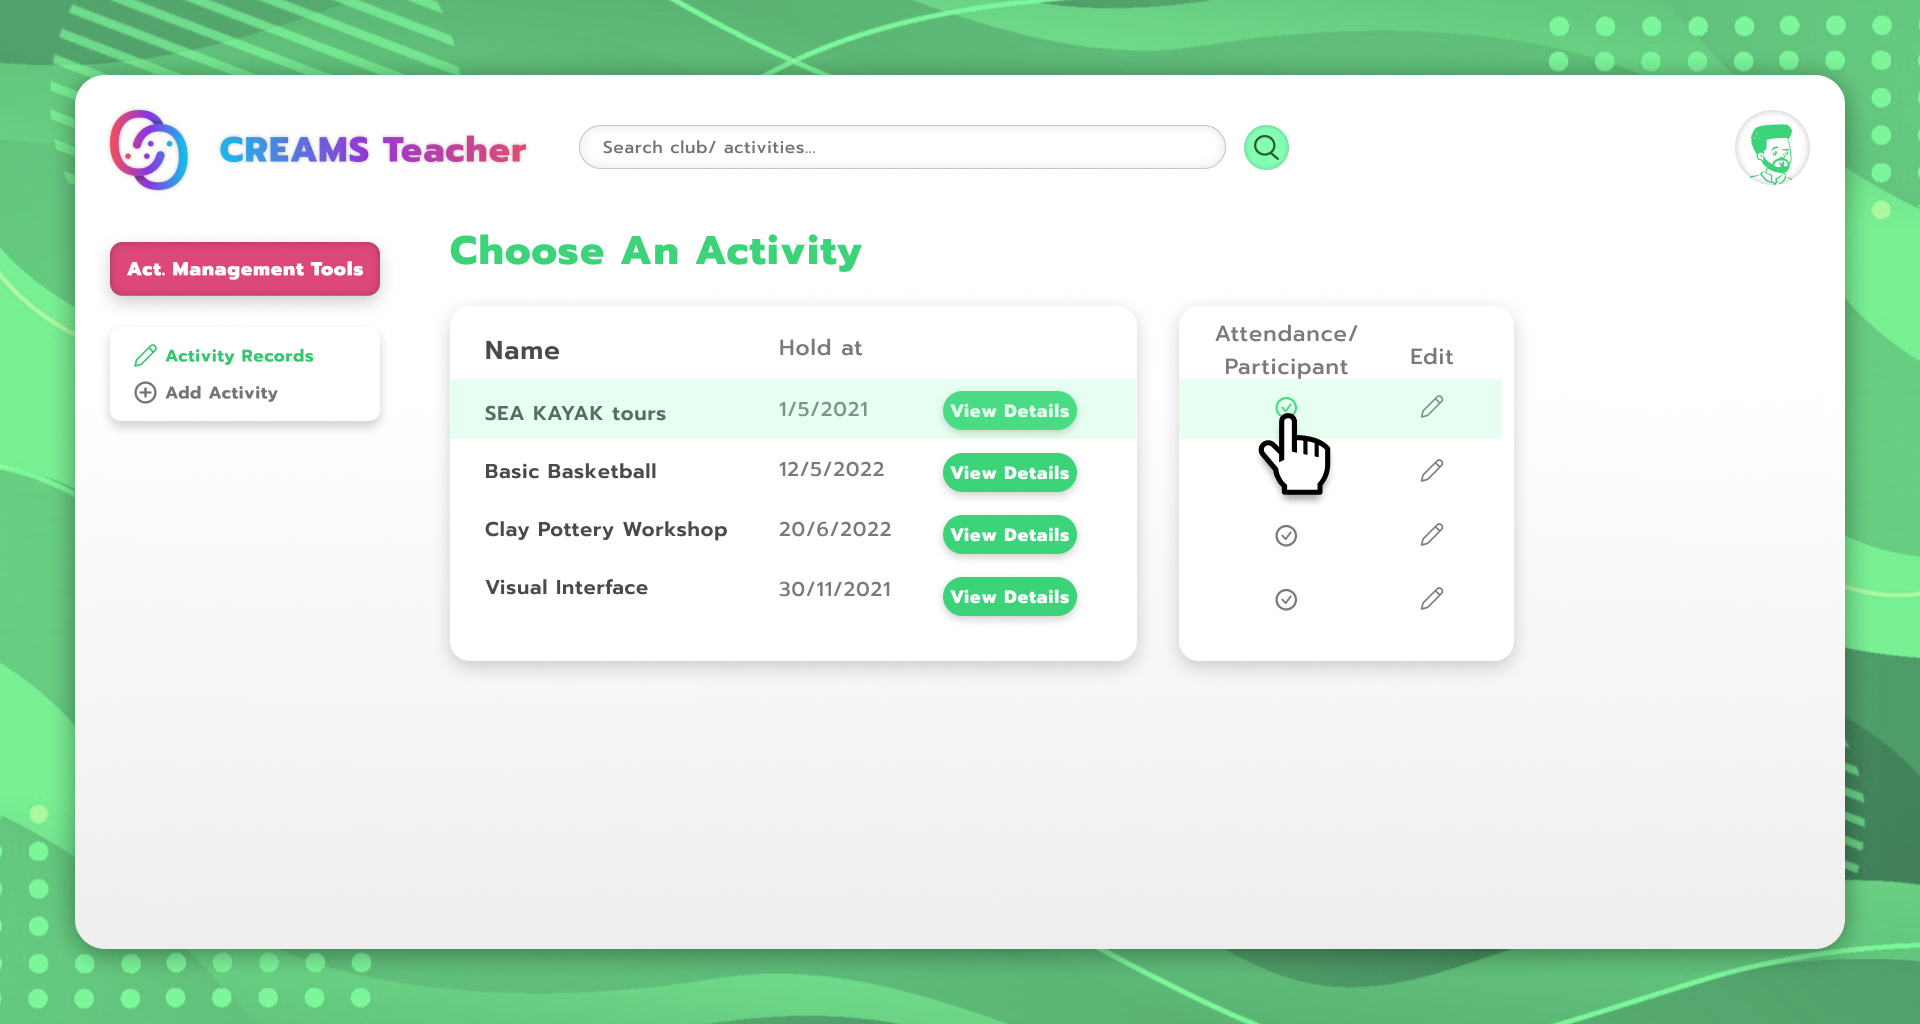 CREAMS Teacher
Search club/ activities...
Act. Management Tools
Activity Records
Add Activity
Choose An Activity
Name Hold at
SEA KAYAK tours 1/5/2021 View Details
Basic Basketball 12/5/2022 View Details
Clay Pottery Workshop 20/6/2022 View Details
Visual Interface 30/11/2021 View Details
Attendance/
Participant Edit